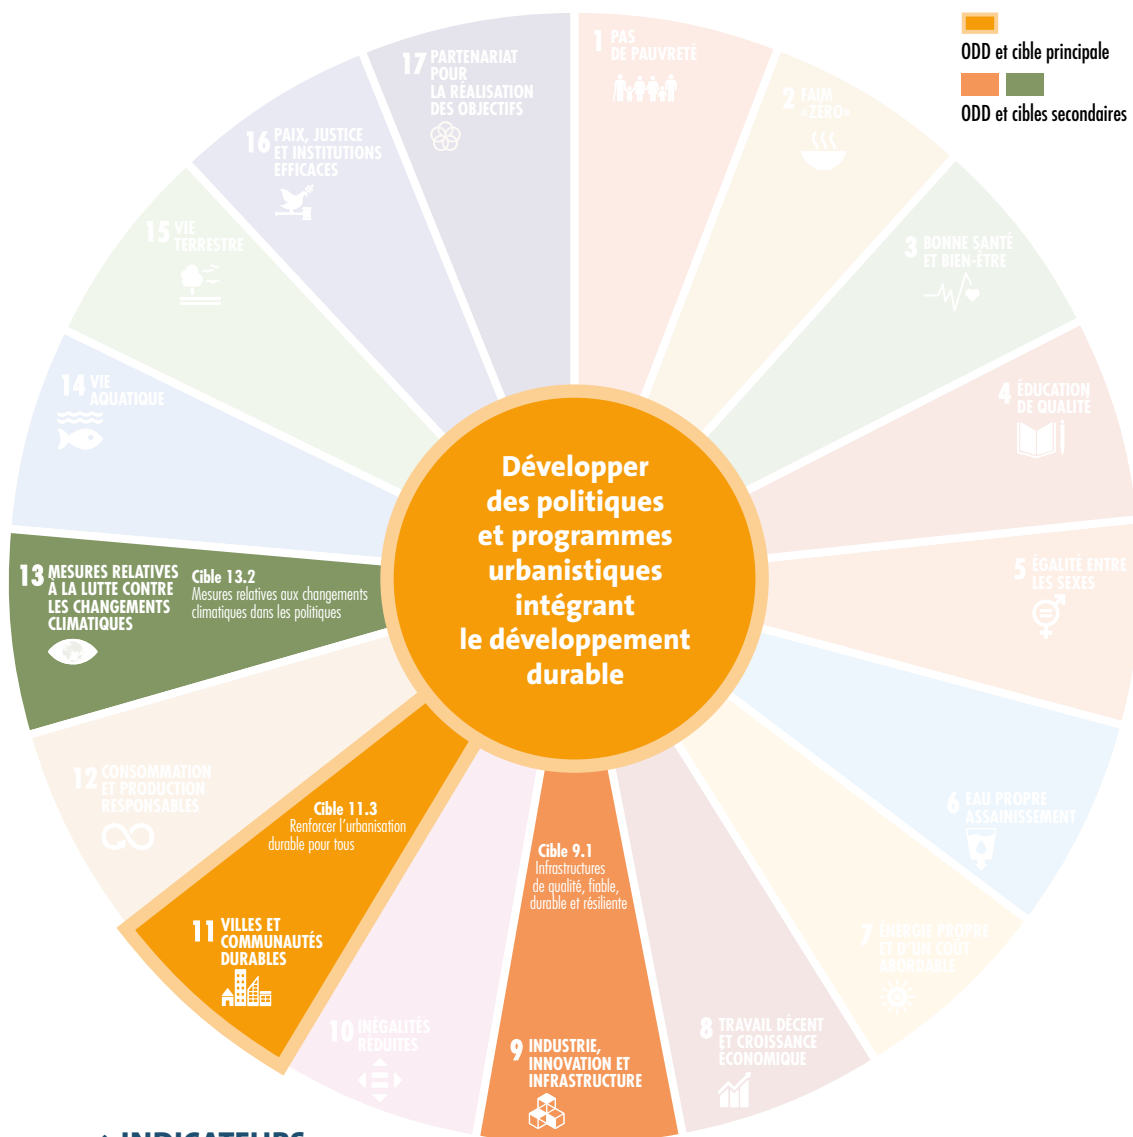 ODD et cible principale
ODD et cibles secondaires
1 PAS
DE PAUVRETÉ
2 FAIM
«ZÉRO»
3 BONNE SANTÉ
ET BIEN-ÊTRE
4 ÉDUCATION
DE QUALITÉ
5 ÉGALITÉ ENTRE
LES SEXES
6 EAU PROPRE
ASSAINISSEMENT
7 ÉNERGIE PROPRE
ET D'UN COÛT
ABORDABLE
8 TRAVAIL DÉCENT
ET CROISSANCE
ÉCONOMIQUE
Cible 9.1
Infrastructures
de qualité, fiable,
durable et résiliente
9 INDUSTRIE,
INNOVATION ET
INFRASTRUCTURE
10 INÉGALITÉS
RÉDUITES
Cible 11.3
Renforcer l'urbanisation
durable pour tous
11 VILLES ET
COMMUNAUTÉS
DURABLES
12 CONSOMMATION
ET PRODUCTION
RESPONSABLES
13 MESURES RELATIVES
À LA LUTTE CONTRE
LES CHANGEMENTS
CLIMATIQUES
Cible 13.2
Mesures relatives aux changements
climatiques dans les politiques
14 VIE
AQUATIQUE
15 VIE
TERRESTRE
16 PAIX, JUSTICE
ET INSTITUTIONS
EFFICACES
17 PARTENARIAT
POUR
LA RÉALISATION
DES OBJECTIFS
Développer
des politiques
et programmes
urbanistiques
intégrant
le développement
durable
INDICATEURS